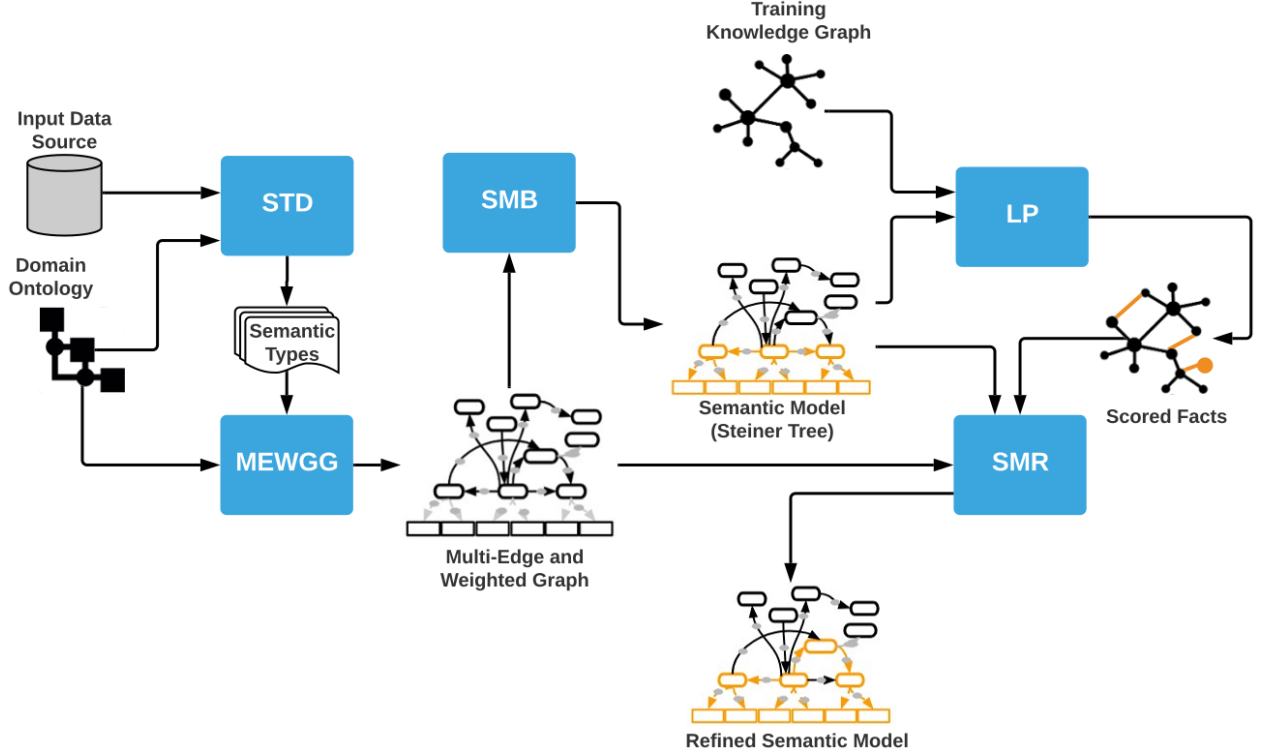 Training
Knowledge Graph
Input Data
Source
STD
SMB
LP
Domain
Ontology
Semantic
Types
Semantic Model
(Steiner Tree)
Scored Facts
MEWGG
SMR
Multi-Edge and
Weighted Graph
Refined Semantic Model